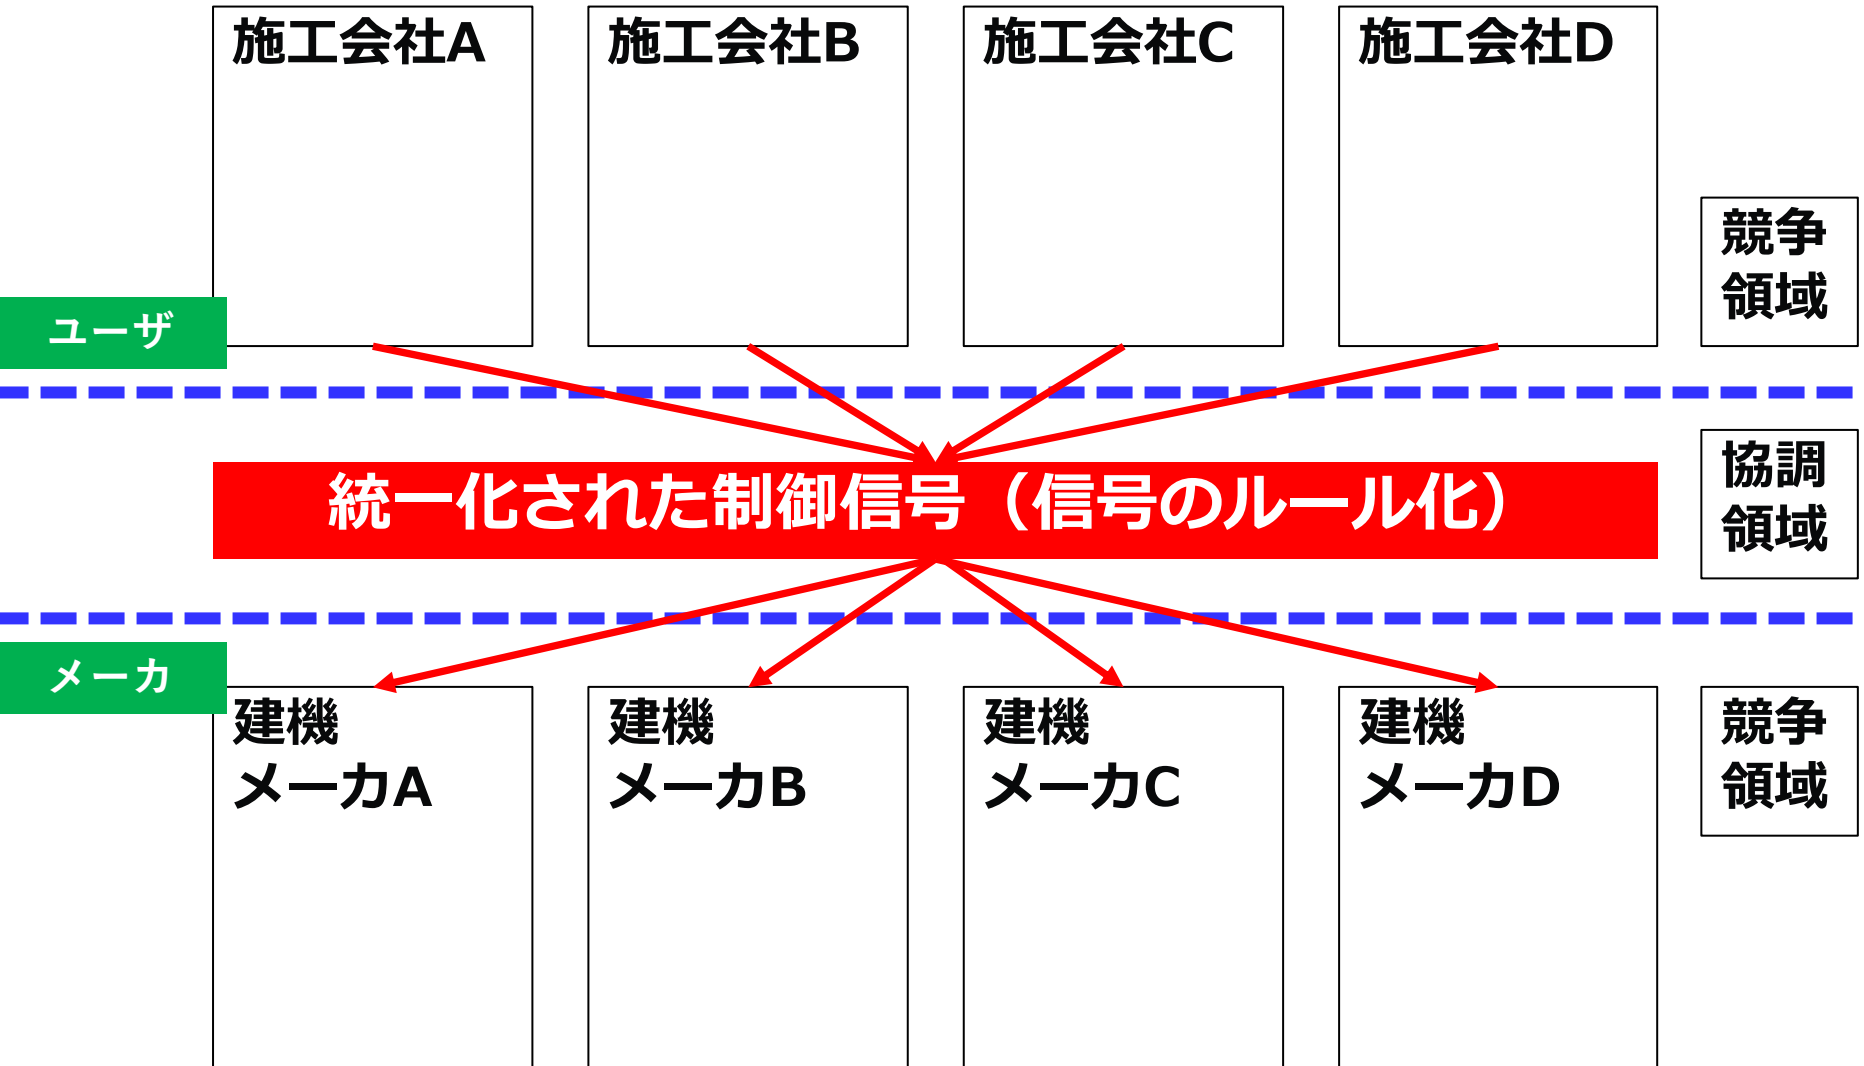 施工会社A
施工会社B
施工会社C
施工会社D
競争
領域
ユーザ
統一化された制御信号（信号のルール化）
協調
領域
メーカ
建機
メーカA
建機
メーカB
建機
メーカC
建機
メーカD
競争
領域